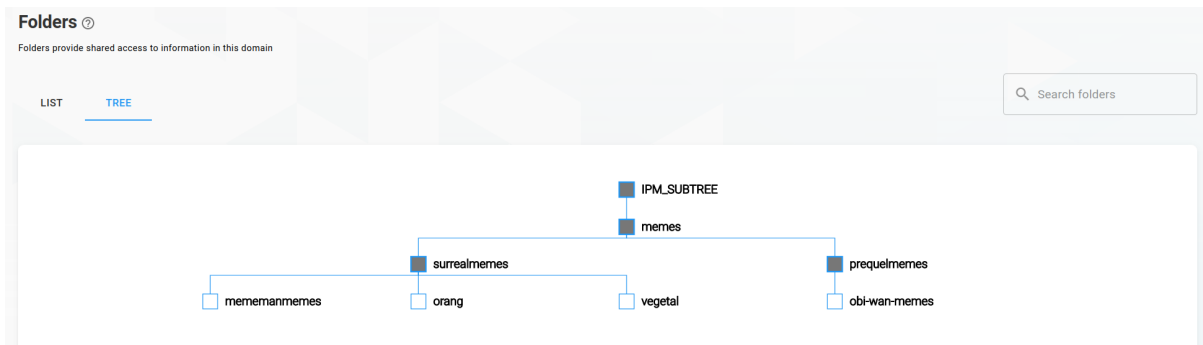 Folders
Folders provide shared access to information in this domain
LIST TREE
Search folders
IPM_SUBTREE
memes
surrealmemes prequelmemes
mememanmemes orang vegetal obi-wan-memes